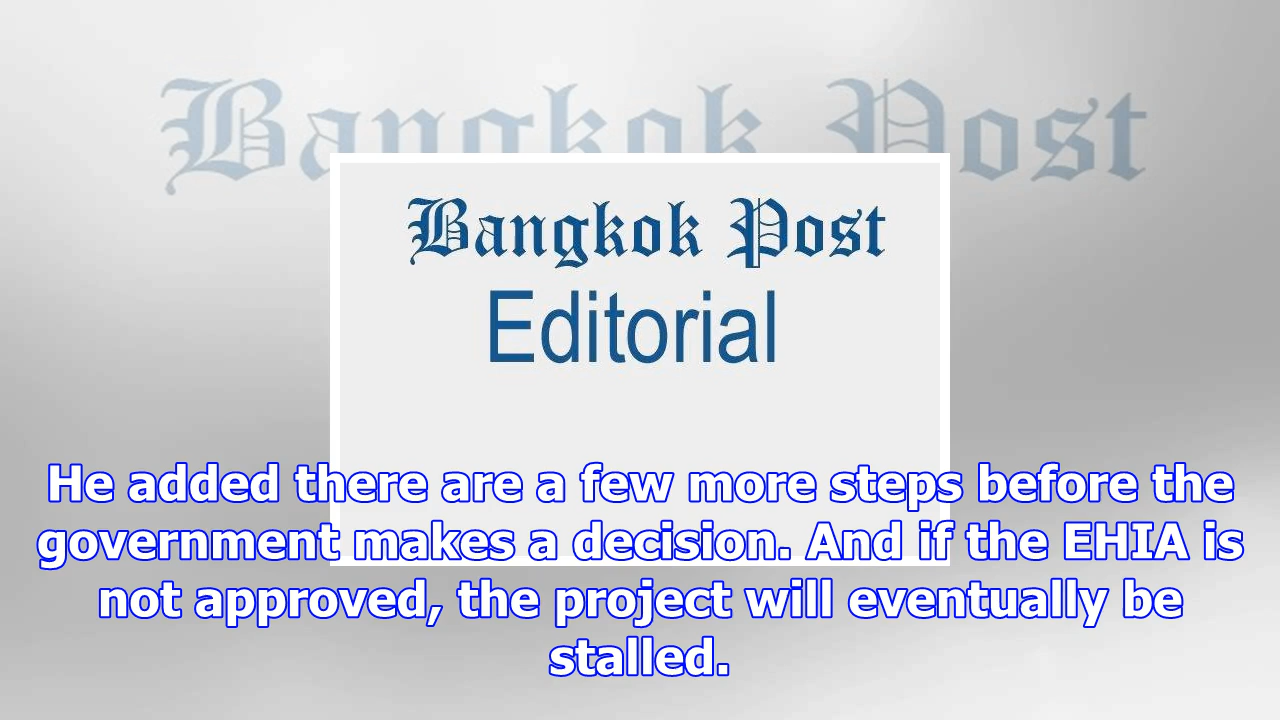 Bangkok Post
Bangkok Post
Editorial
He added there are a few more steps before the
government makes a decision. And if the EHIA is
not approved, the project will eventually be
stalled.